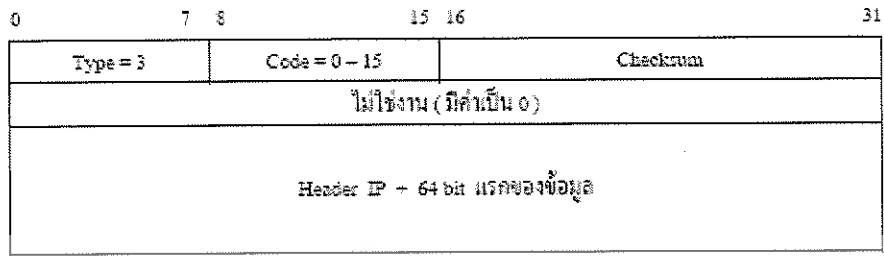 0 7 8 15 16 31
Type = 3 Code = 0 – 15 Checksum
ไม่ใช้งาน ( มีค่าเป็น 0 )
Header IP + 64 bit แรกของข้อมูล